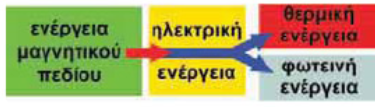 ενέργεια
μαγνητικού
πεδίου
ηλεκτρική
ενέργεια
θερμική
ενέργεια
φωτεινή
ενέργεια